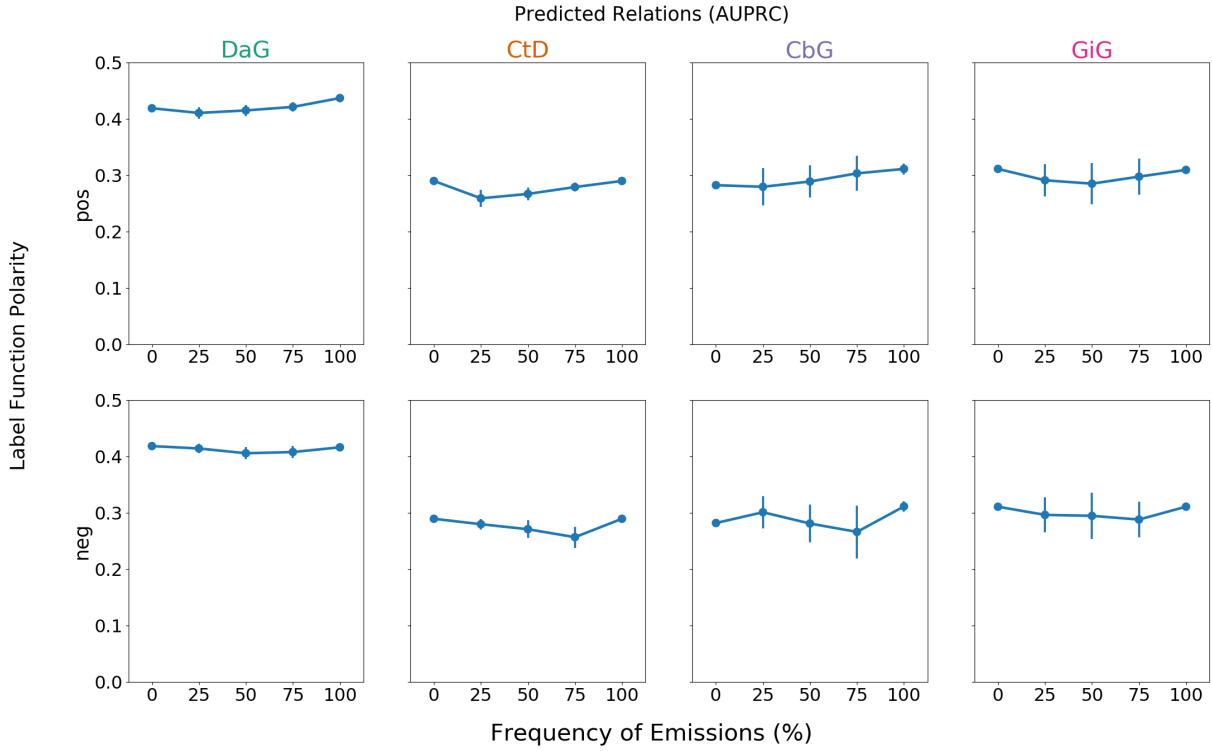 Predicted Relations (AUPRC)
DaG CtD CbG GiG
Label Function Polarity
pos
0.5
0.4
0.3
0.2
0.1
0.0
0 25 50 75 100 0 25 50 75 100 0 25 50 75 100 0 25 50 75 100
neg
0.5
0.4
0.3
0.2
0.1
0.0
0 25 50 75 100 0 25 50 75 100 0 25 50 75 100 0 25 50 75 100
Frequency of Emissions (%)